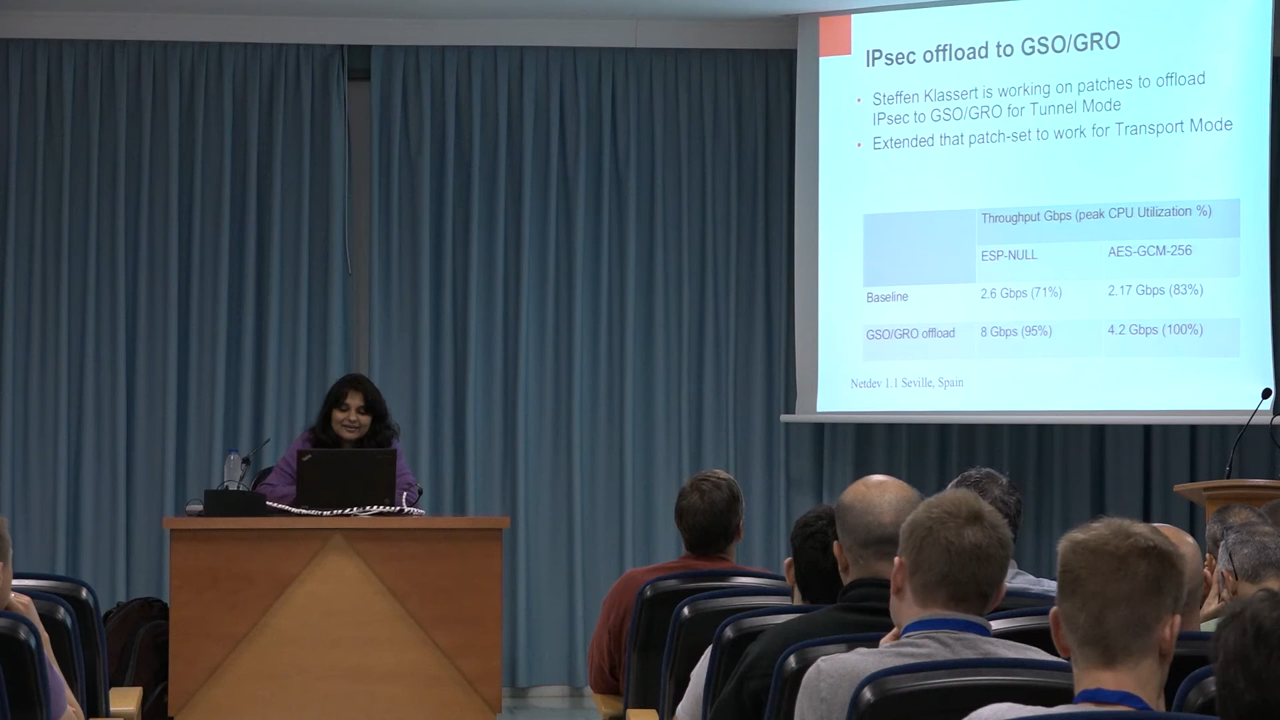 IPsec offload to GSO/GRO
• Steffen Klassert is working on patches to offload
IPsec to GSO/GRO for Tunnel Mode
• Extended that patch-set to work for Transport Mode
Throughput Gbps (peak CPU Utilization %)
ESP-NULL AES-GCM-256
Baseline 2.6 Gbps (71%) 2.17 Gbps (83%)
GSO/GRO offload 8 Gbps (95%) 4.2 Gbps (100%)
Netdev 1.1 Seville, Spain